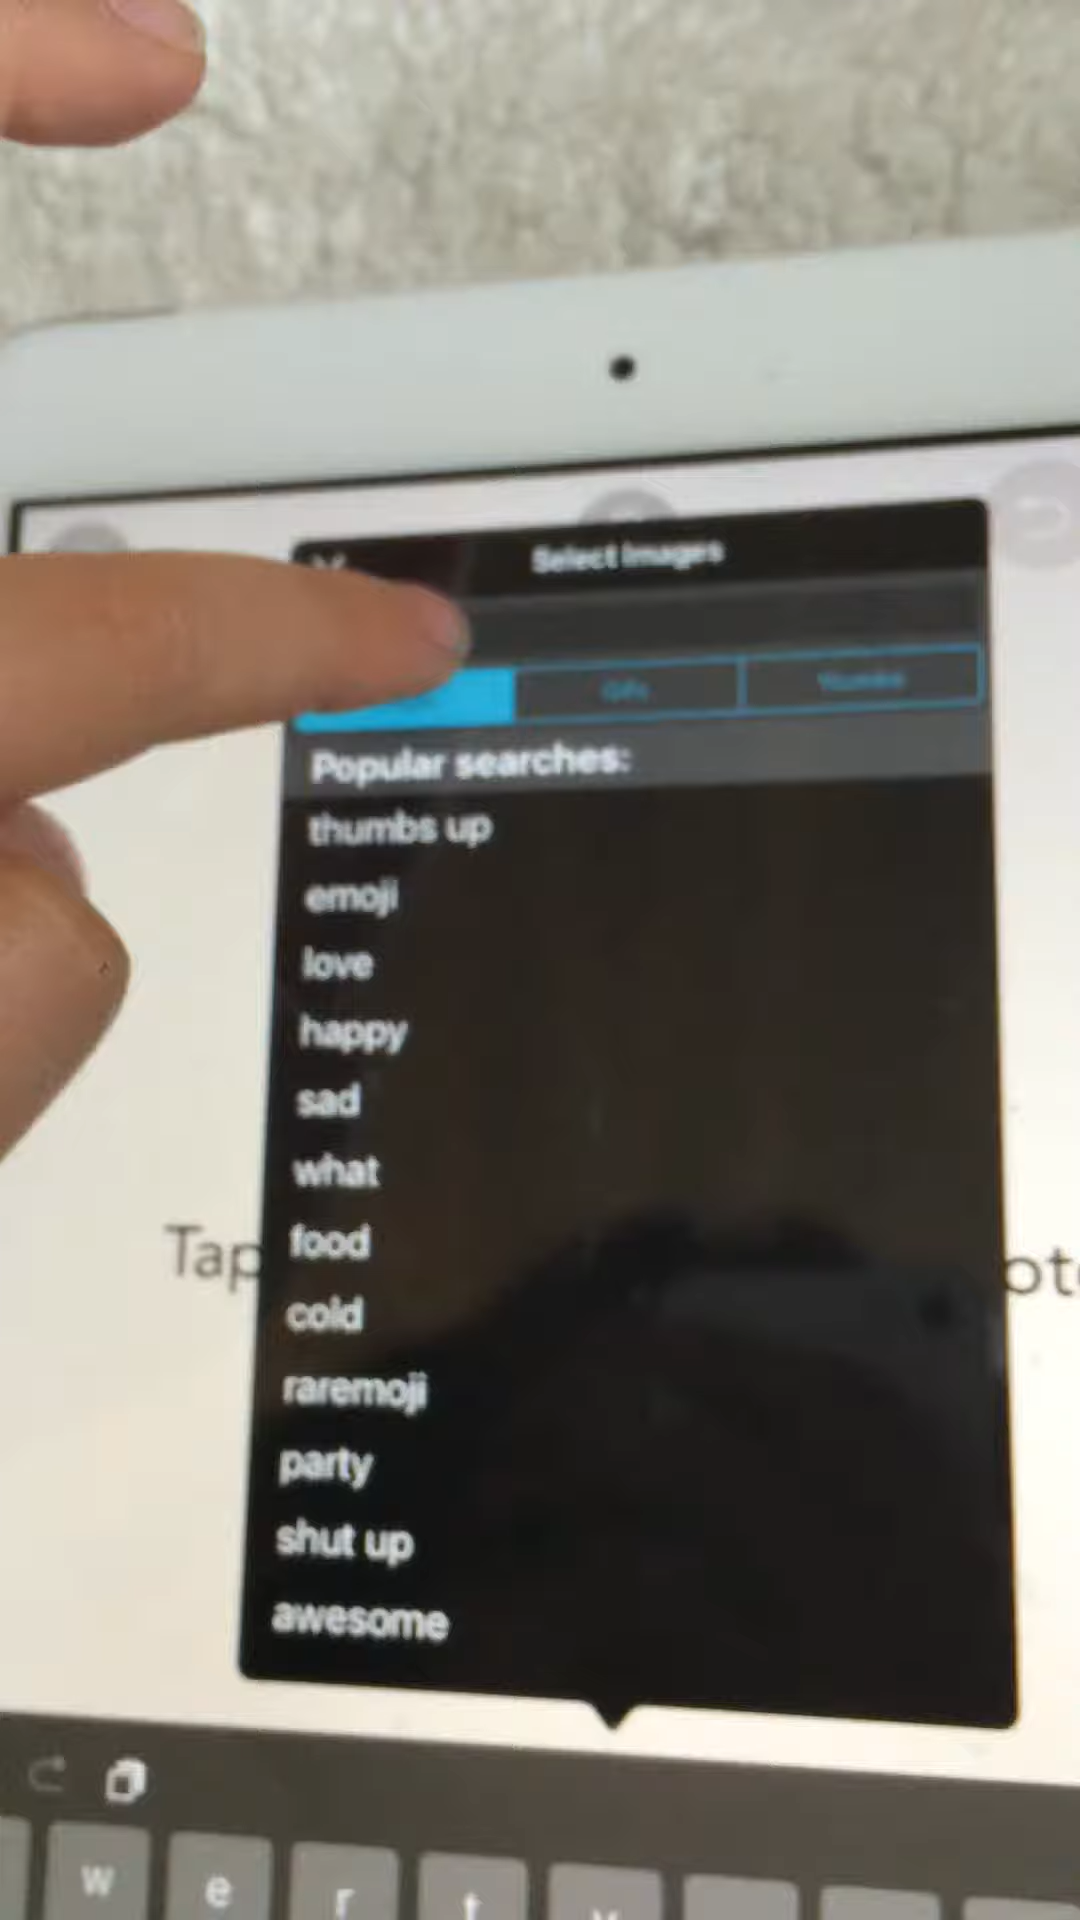 Select Images
Gifs
Popular searches:
thumbs up
emoji
love
happy
sad
what
food
cold
raremoji
party
shut up
awesome
Tap
w e r t